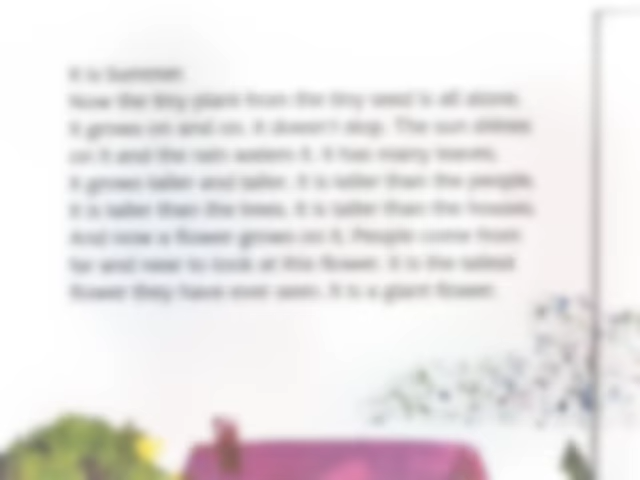 It is Summer.
Now the tiny plant from the tiny seed is all alone.
It grows on and on. It doesn't stop. The sun shines
on it and the rain waters it. It has many leaves.
It grows taller and taller. It is taller than the people.
It is taller than the trees. It is taller than the houses.
And now a flower grows on it. People come from
far and near to look at this flower. It is the tallest
flower they have ever seen. It is a giant flower.